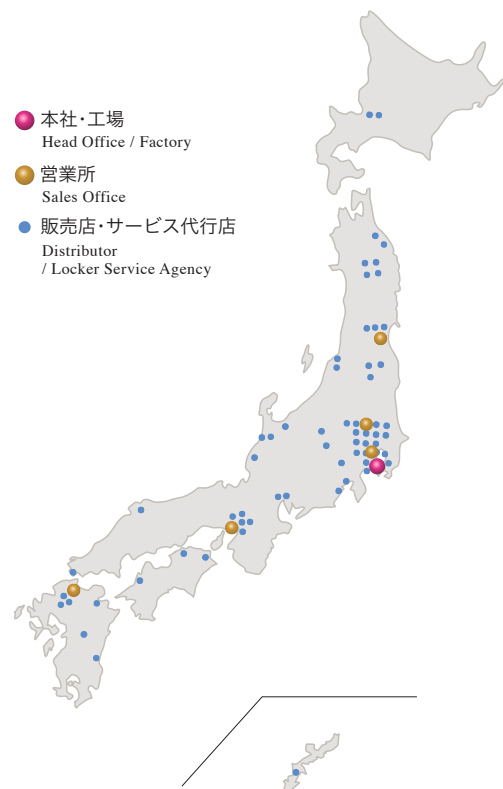 本社・工場
Head Office / Factory
営業所
Sales Office
販売店・サービス代行店
Distributor
/ Locker Service Agency